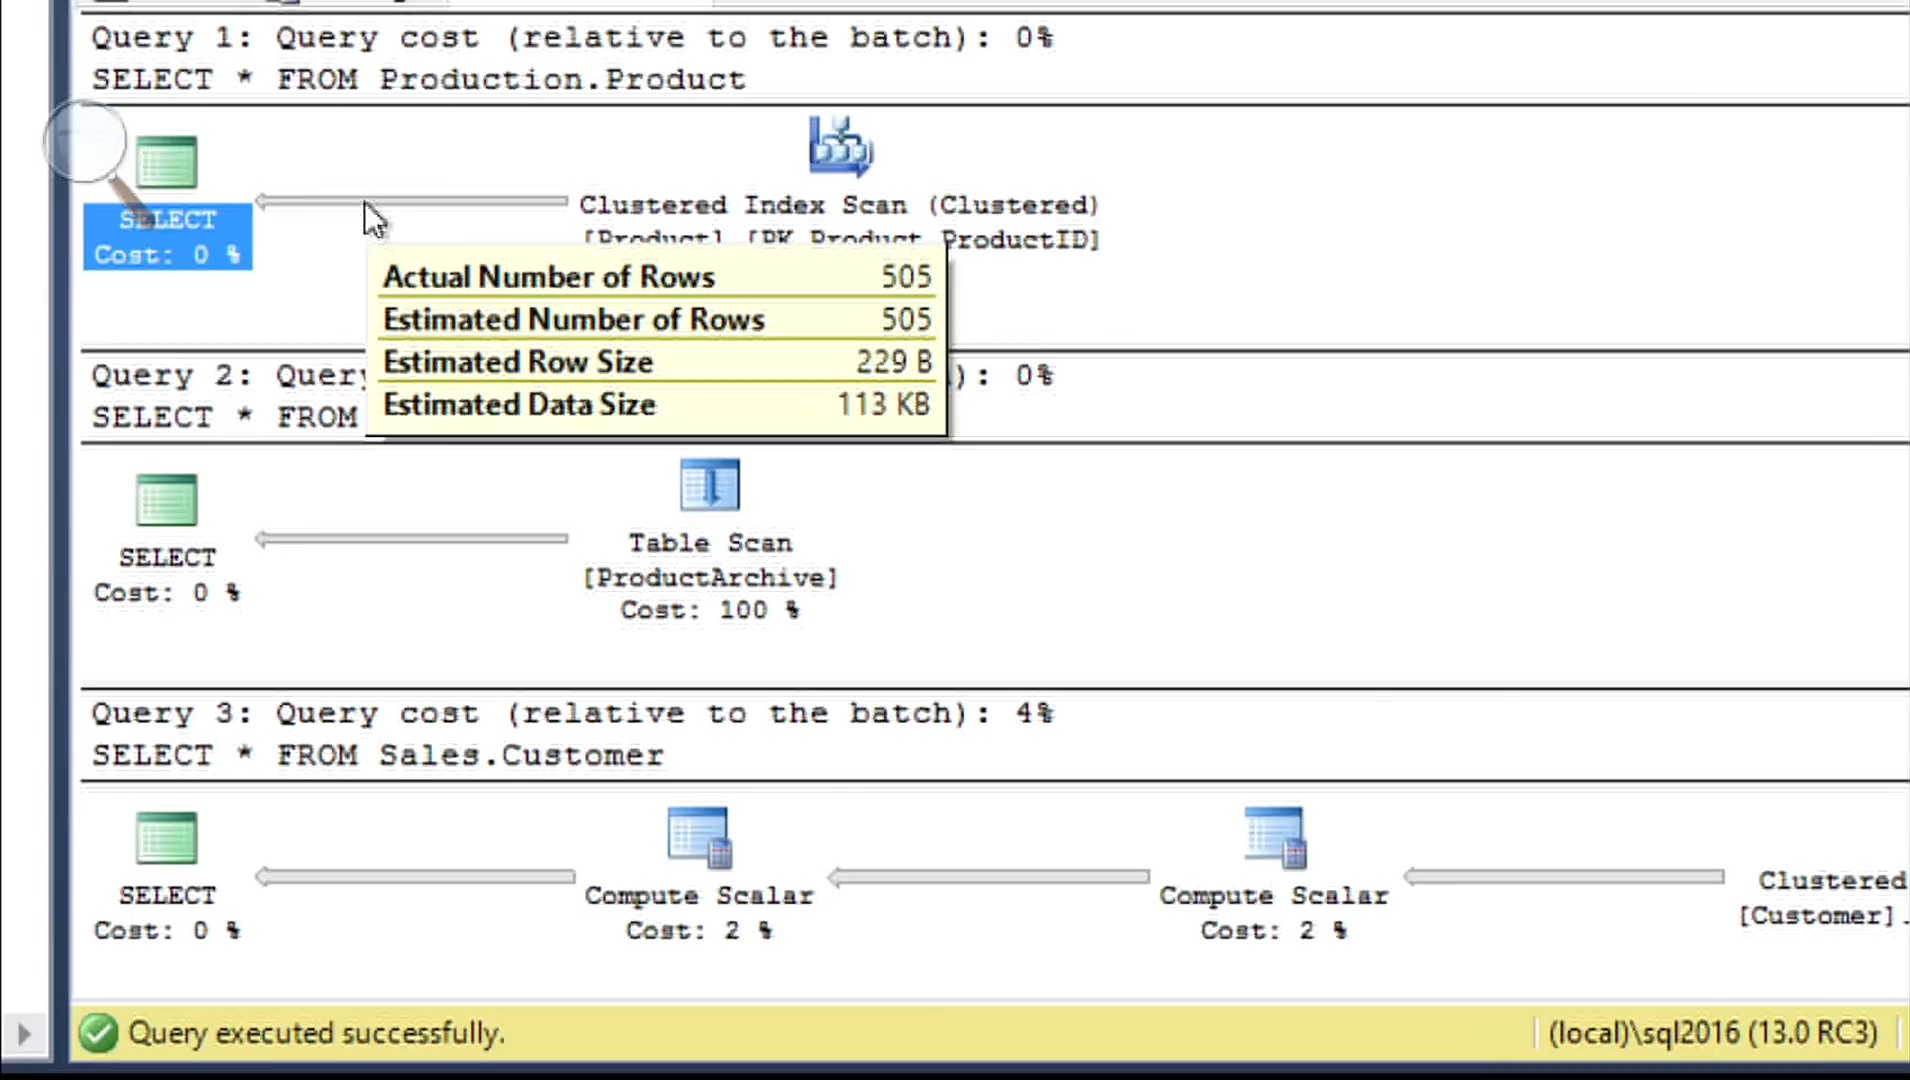 Query 1: Query cost (relative to the batch): 0%
SELECT * FROM Production.Product
SELECT
Cost: 0 %
Clustered Index Scan (Clustered)
[Product].[PK_Product_ProductID]
Actual Number of Rows 505
Estimated Number of Rows 505
Estimated Row Size 229 B
Estimated Data Size 113 KB
Query 2: Query ): 0%
SELECT * FROM
SELECT
Cost: 0 %
Table Scan
[ProductArchive]
Cost: 100 %
Query 3: Query cost (relative to the batch): 4%
SELECT * FROM Sales.Customer
SELECT
Cost: 0 %
Compute Scalar
Cost: 2 %
Compute Scalar
Cost: 2 %
Clustered
[Customer].
Query executed successfully.
(local)\sql2016 (13.0 RC3)